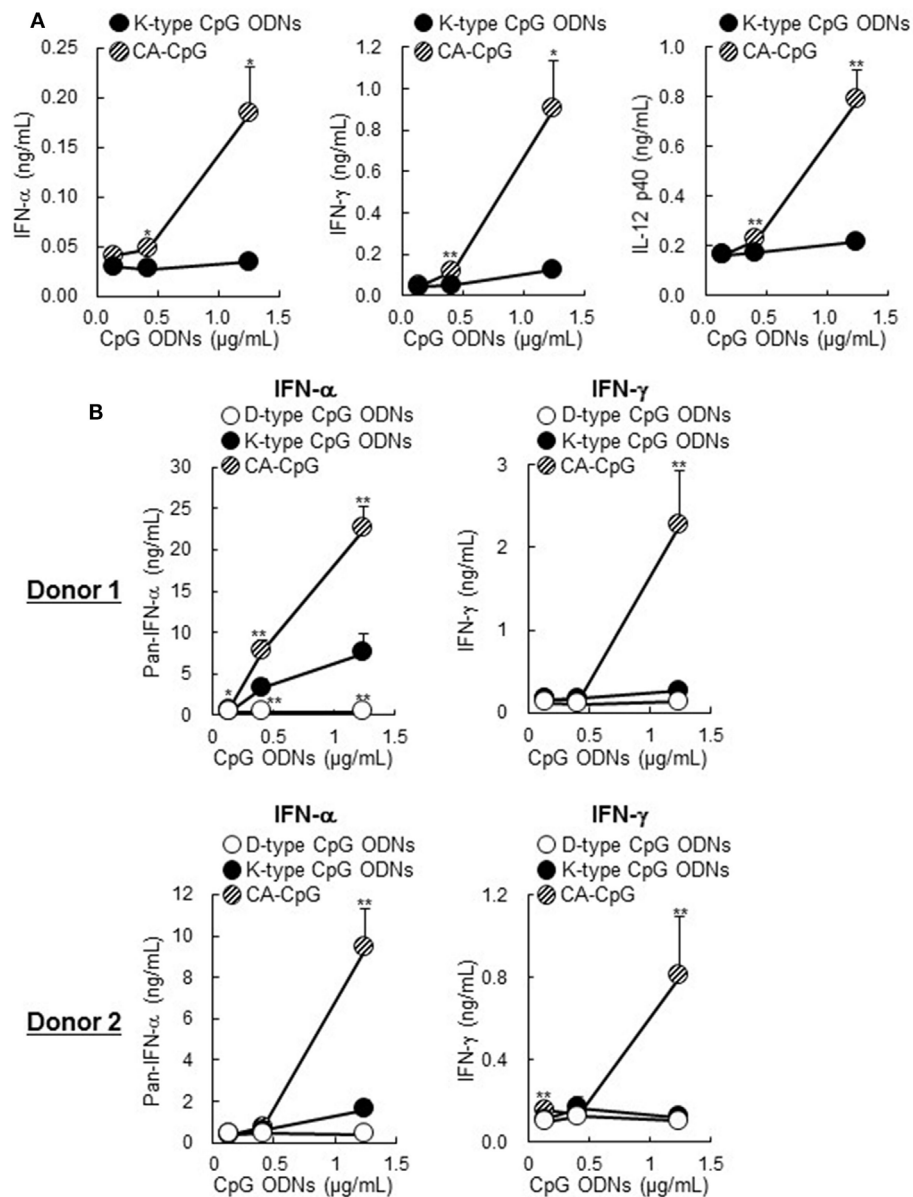 A
K-type CpG ODNs
CA-CpG
IFN-α (ng/mL)
0.25
0.20
0.15
0.10
0.05
0.00
*
*
0.0 0.5 1.0 1.5
CpG ODNs (μg/mL)
K-type CpG ODNs
CA-CpG
IFN-γ (ng/mL)
1.2
1.0
0.8
0.6
0.4
0.2
0.0
**
*
0.0 0.5 1.0 1.5
CpG ODNs (μg/mL)
K-type CpG ODNs
CA-CpG
IL-12 p40 (ng/mL)
1.0
0.8
0.6
0.4
0.2
0.0
**
**
0.0 0.5 1.0 1.5
CpG ODNs (μg/mL)
B
Donor 1
IFN-α
D-type CpG ODNs
K-type CpG ODNs
CA-CpG
Pan-IFN-α (ng/mL)
30
25
20
15
10
5
0
**
**
*
**
**
0 0.5 1 1.5
CpG ODNs (μg/mL)
IFN-γ
D-type CpG ODNs
K-type CpG ODNs
CA-CpG
IFN-γ (ng/mL)
3
2
1
0
**
0 0.5 1 1.5
CpG ODNs (μg/mL)
Donor 2
IFN-α
D-type CpG ODNs
K-type CpG ODNs
CA-CpG
Pan-IFN-α (ng/mL)
12
10
8
6
4
2
0
**
0 0.5 1 1.5
CpG ODNs (μg/mL)
IFN-γ
D-type CpG ODNs
K-type CpG ODNs
CA-CpG
IFN-γ (ng/mL)
1.2
0.8
0.4
0.0
**
**
0 0.5 1 1.5
CpG ODNs (μg/mL)